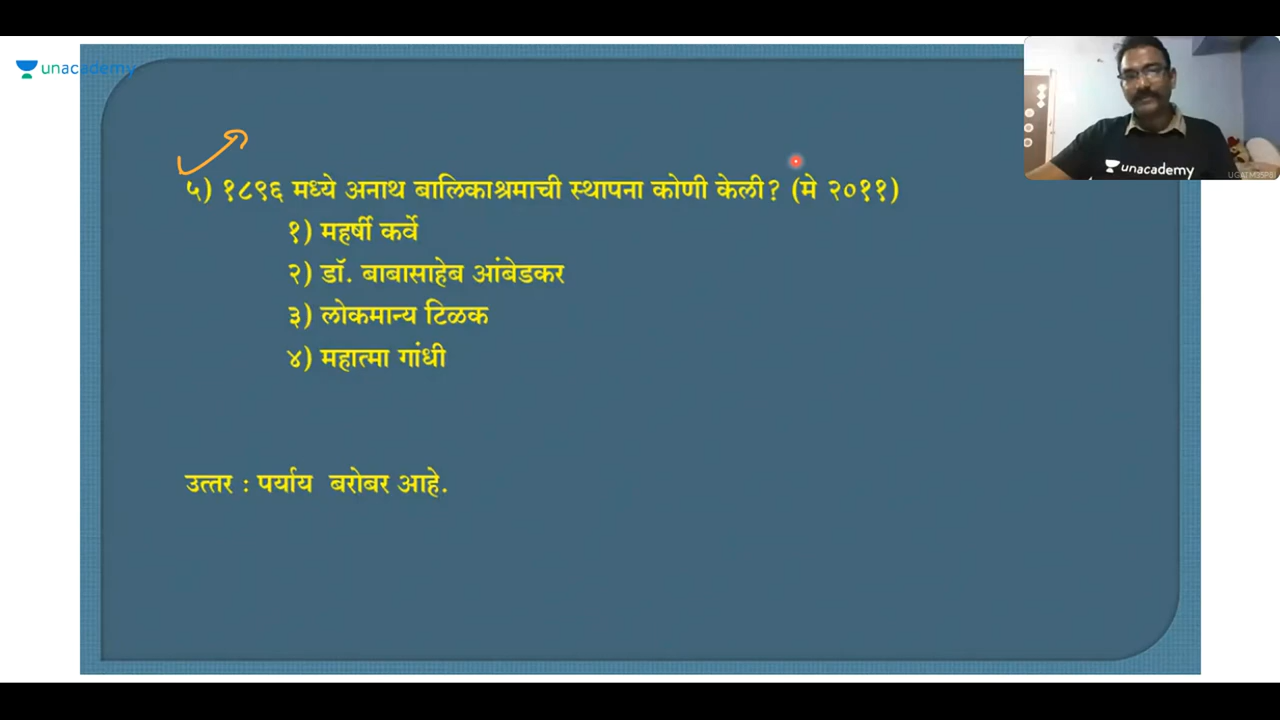 unacademy
५) १८९६ मध्ये अनाथ बालिकाश्रमाची स्थापना कोणी केली? (मे २०११)
१) महर्षी कर्वे
२) डॉ. बाबासाहेब आंबेडकर
३) लोकमान्य टिळक
४) महात्मा गांधी
उत्तर : पर्याय बरोबर आहे.
unacademy